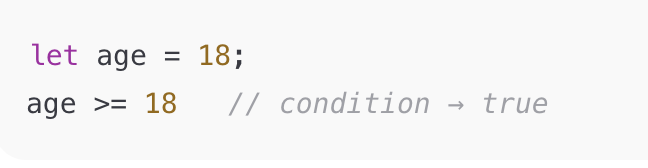 let age = 18;
age >= 18   // condition → true